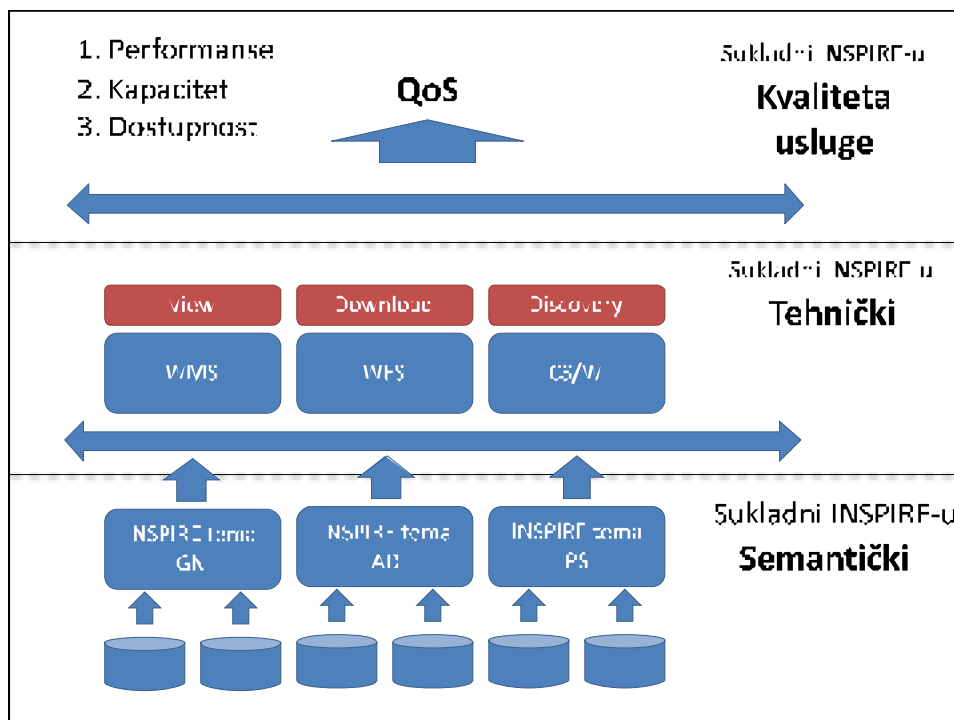 1. Performanse
2. Kapacitet
3. Dostupnost
QoS
Sukladni INSPIRE-u
Kvaliteta
usluge
Sukladni INSPIRE-u
Tehnički
View
Download
Discovery
WMS
WFS
CS/W
Sukladni INSPIRE-u
Semantički
INSPIRE tema
GN
INSPIRE tema
AD
INSPIRE tema
PS